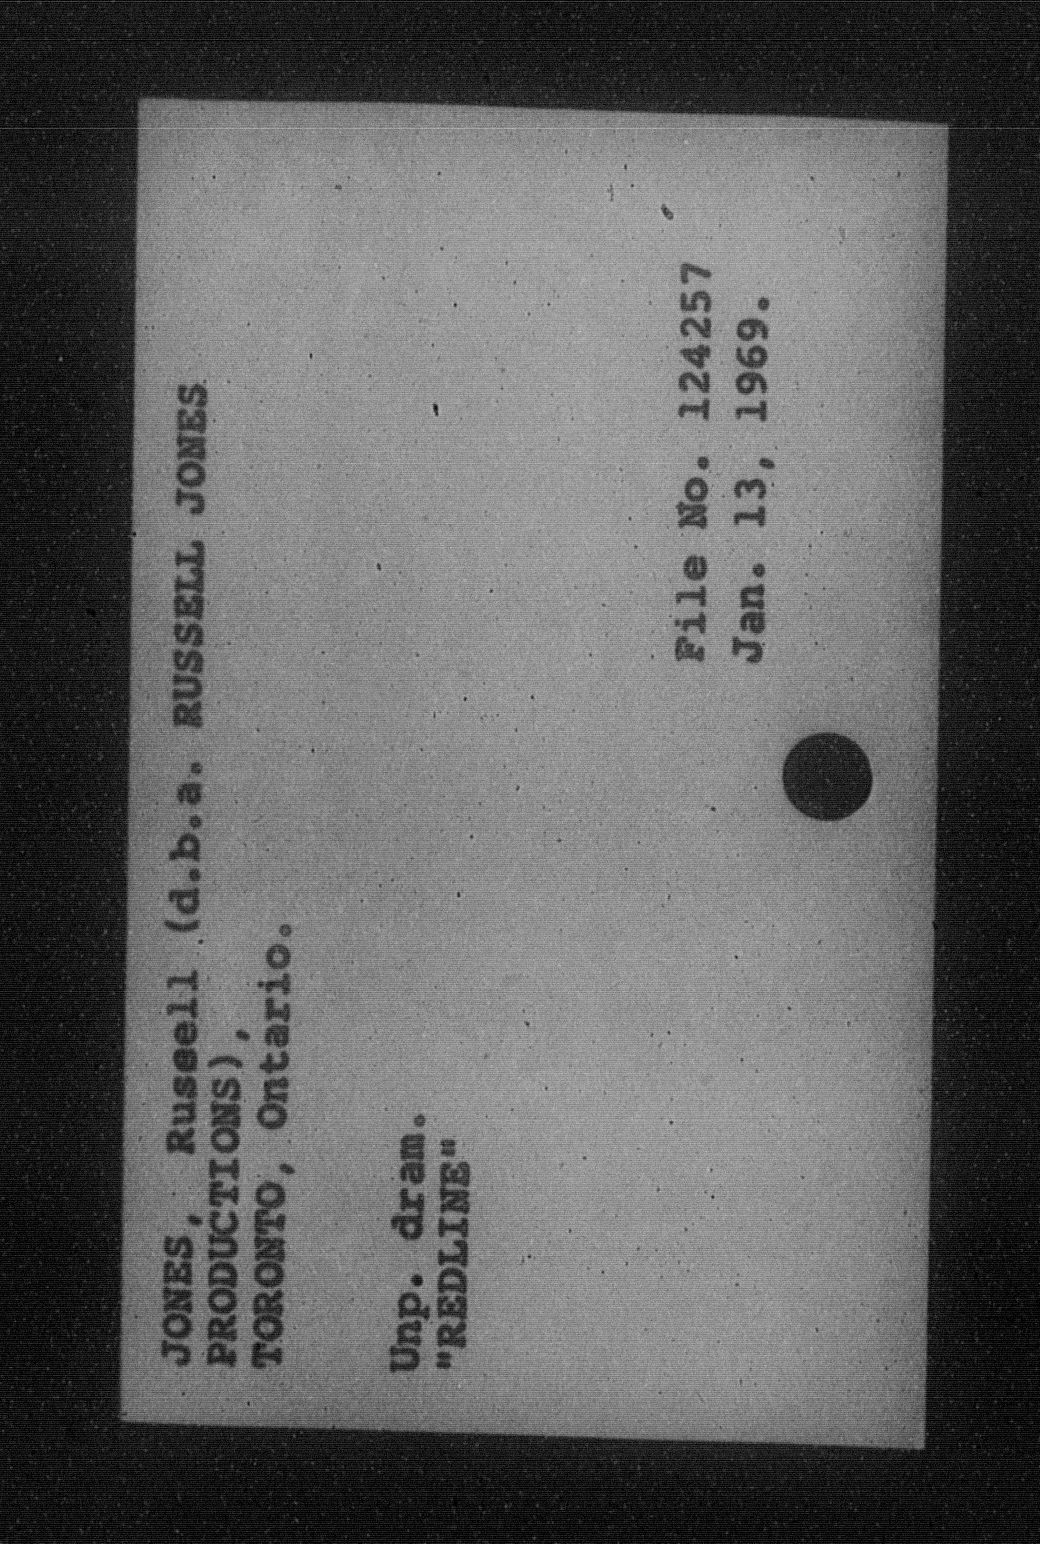 JONES, Russell (d.b.a. RUSSELL JONES
PRODUCTIONS),
TORONTO, Ontario.
Unp. dram.
"REDLINE"
File No. 124257
Jan. 13, 1969.